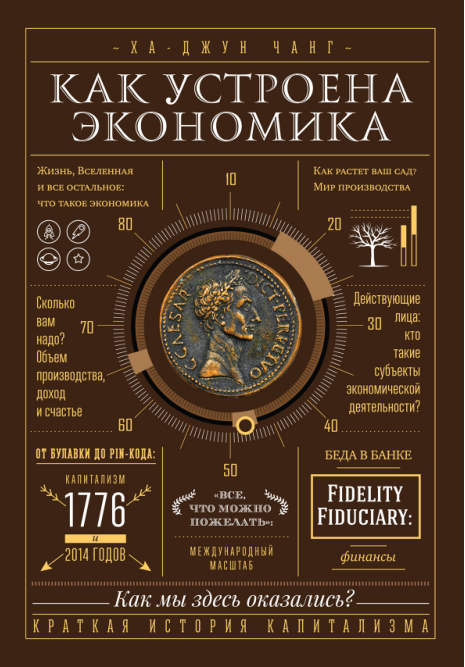 ~ ХА-ДЖУН ЧАНГ ~
КАК УСТРОЕНА
ЭКОНОМИКА
Жизнь, Вселенная
и все остальное:
что такое экономика
Как растет ваш сад?
Мир производства
10
80
20
Сколько
вам
надо?
Объем
производства,
доход
и счастье
70
30
Действующие
лица:
кто
такие
субъекты
экономической
деятельности?
60
40
50
ОТ БУЛАВКИ ДО PIN-КОДА:
КАПИТАЛИЗМ
1776
и
2014 ГОДОВ
«ВСЕ,
ЧТО МОЖНО
ПОЖЕЛАТЬ»:
МЕЖДУНАРОДНЫЙ
МАСШТАБ
БЕДА В БАНКЕ
FIDELITY
FIDUCIARY:
финансы
Как мы здесь оказались?
КРАТКАЯ ИСТОРИЯ КАПИТАЛИЗМА